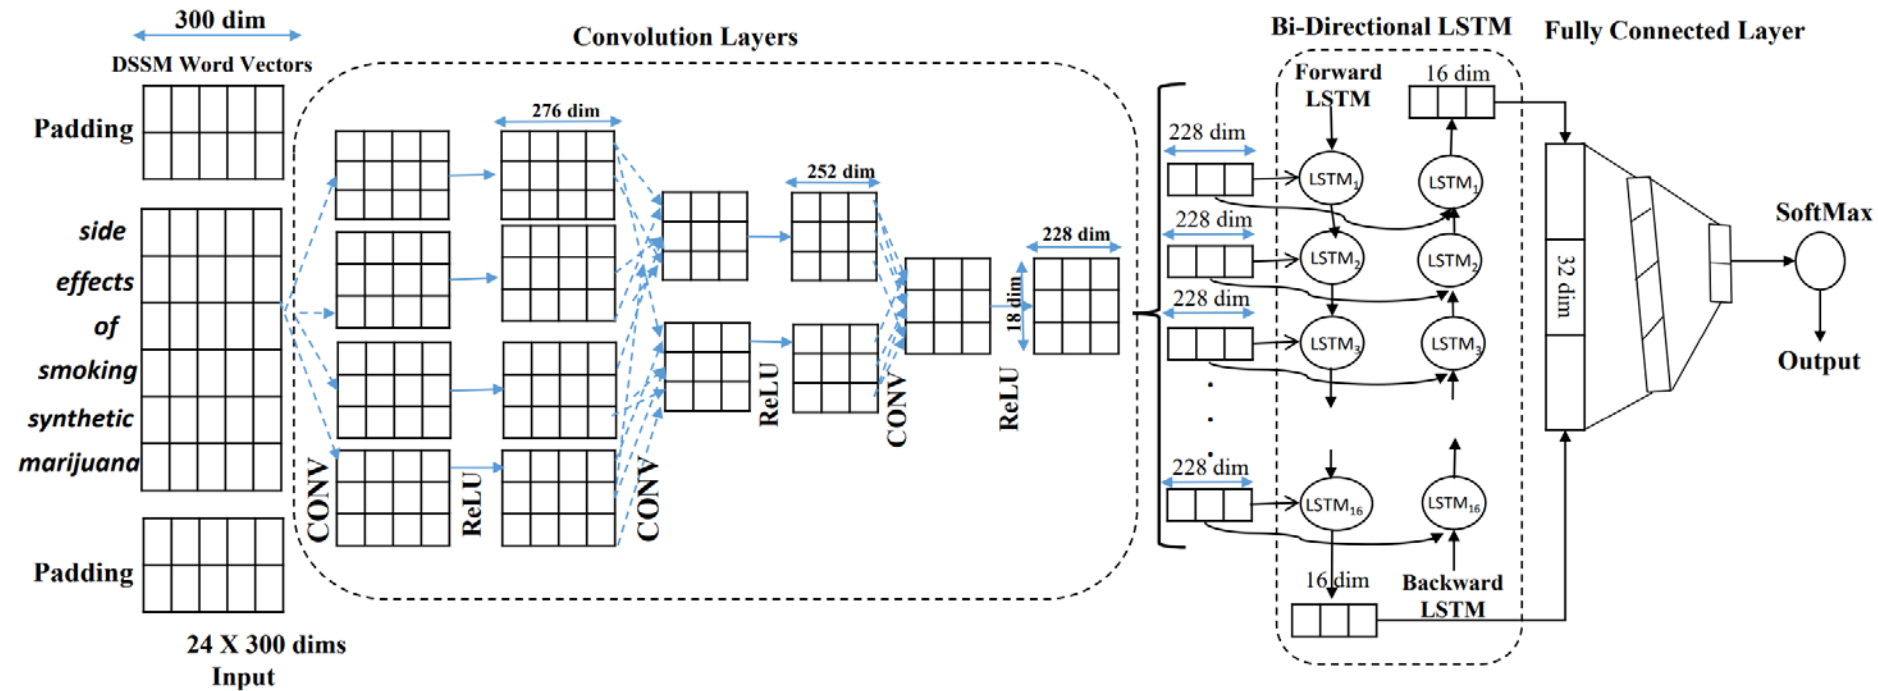 300 dim
DSSM Word Vectors
Padding
side
effects
of
smoking
synthetic
marijuana
Padding
24 X 300 dims
Input
Convolution Layers
CONV
ReLU
276 dim
CONV
ReLU
252 dim
CONV
ReLU
18 dim
228 dim
228 dim
228 dim
228 dim
.
.
.
228 dim
Bi-Directional LSTM
Forward
LSTM
16 dim
LSTM1
LSTM1
LSTM2
LSTM2
LSTM3
LSTM3
LSTM16
LSTM16
16 dim
Backward
LSTM
Fully Connected Layer
32 dim
SoftMax
Output